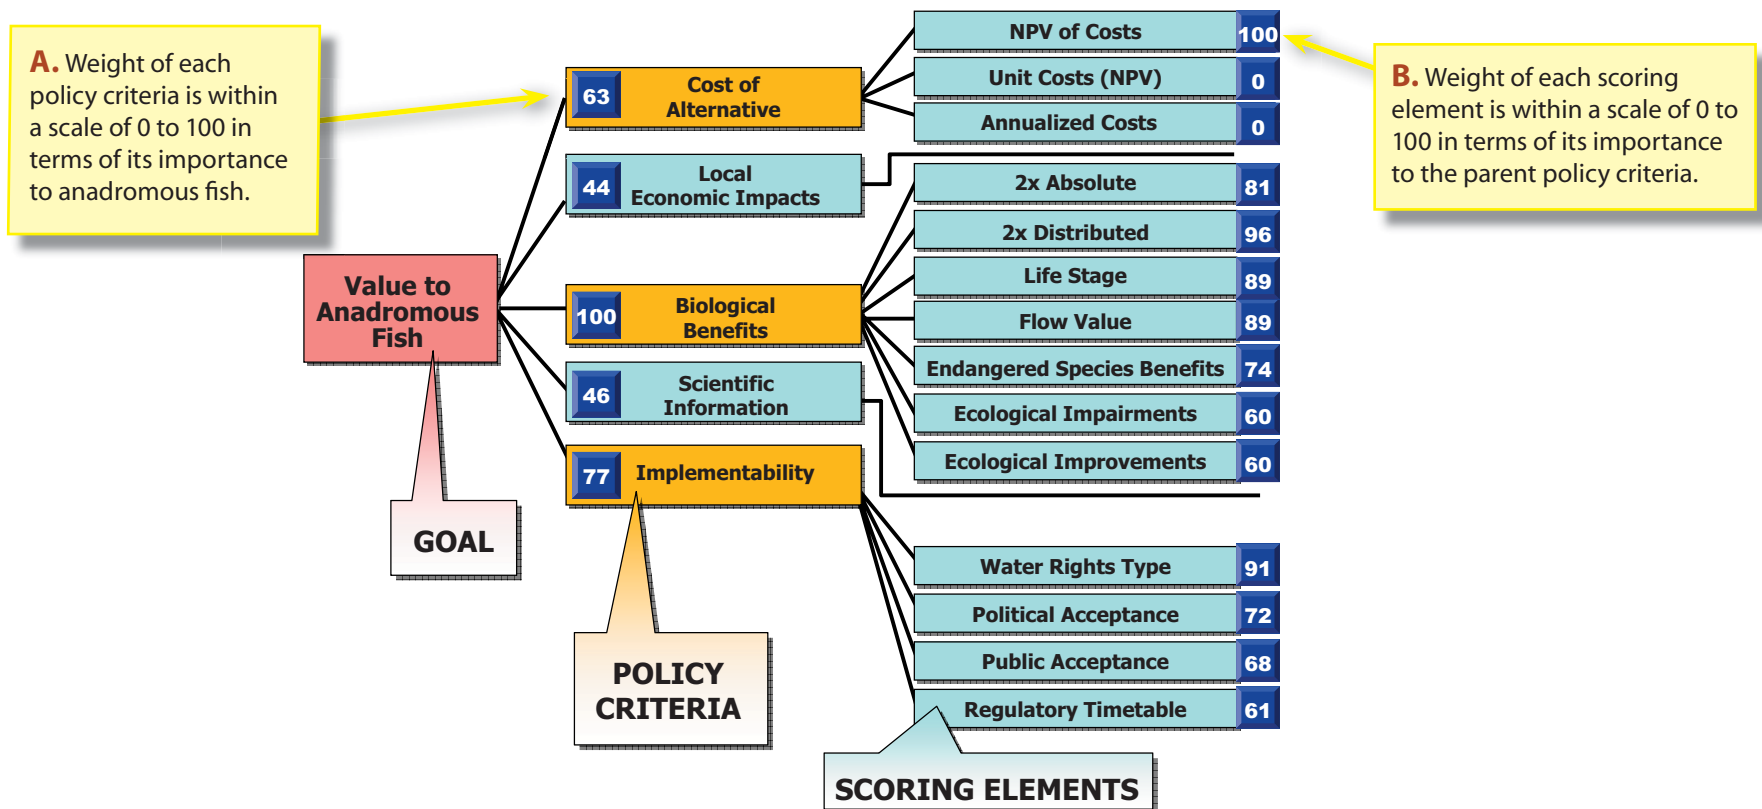 A. Weight of each
policy criteria is within
a scale of 0 to 100 in
terms of its importance
to anadromous fish.
B. Weight of each scoring
element is within a scale of 0 to
100 in terms of its importance
to the parent policy criteria.
Value to
Anadromous
Fish
GOAL
63
Cost of
Alternative
44
Local
Economic Impacts
100
Biological
Benefits
46
Scientific
Information
77
Implementability
POLICY
CRITERIA
NPV of Costs 100
Unit Costs (NPV) 0
Annualized Costs 0
2x Absolute 81
2x Distributed 96
Life Stage 89
Flow Value 89
Endangered Species Benefits 74
Ecological Impairments 60
Ecological Improvements 60
Water Rights Type 91
Political Acceptance 72
Public Acceptance 68
Regulatory Timetable 61
SCORING ELEMENTS